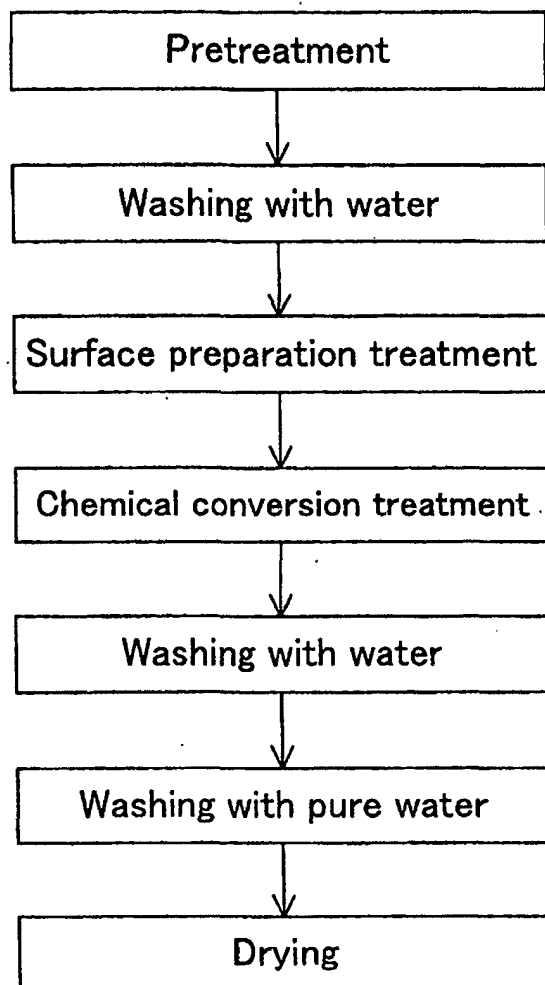 Pretreatment
Washing with water
Surface preparation treatment
Chemical conversion treatment
Washing with water
Washing with pure water
Drying